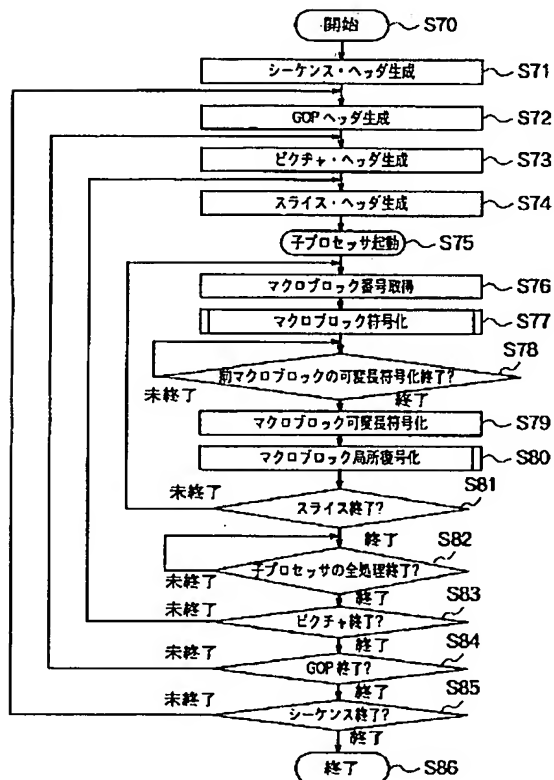 開始 S70
シーケンス・ヘッダ生成 S71
GOPヘッダ生成 S72
ピクチャ・ヘッダ生成 S73
スライス・ヘッダ生成 S74
子プロセッサ起動 S75
マクロブロック番号取得 S76
マクロブロック符号化 S77
S78
前マクロブロックの可変長符号化終了?
未終了 終了
マクロブロック可変長符号化 S79
マクロブロック局所復号化 S80
S81
未終了
スライス終了?
終了 S82
子プロセッサの全処理終了?
未終了 終了
未終了 S83
ピクチャ終了?
未終了 終了 S84
GOP終了?
未終了 終了 S85
シーケンス終了?
終了
終了 S86